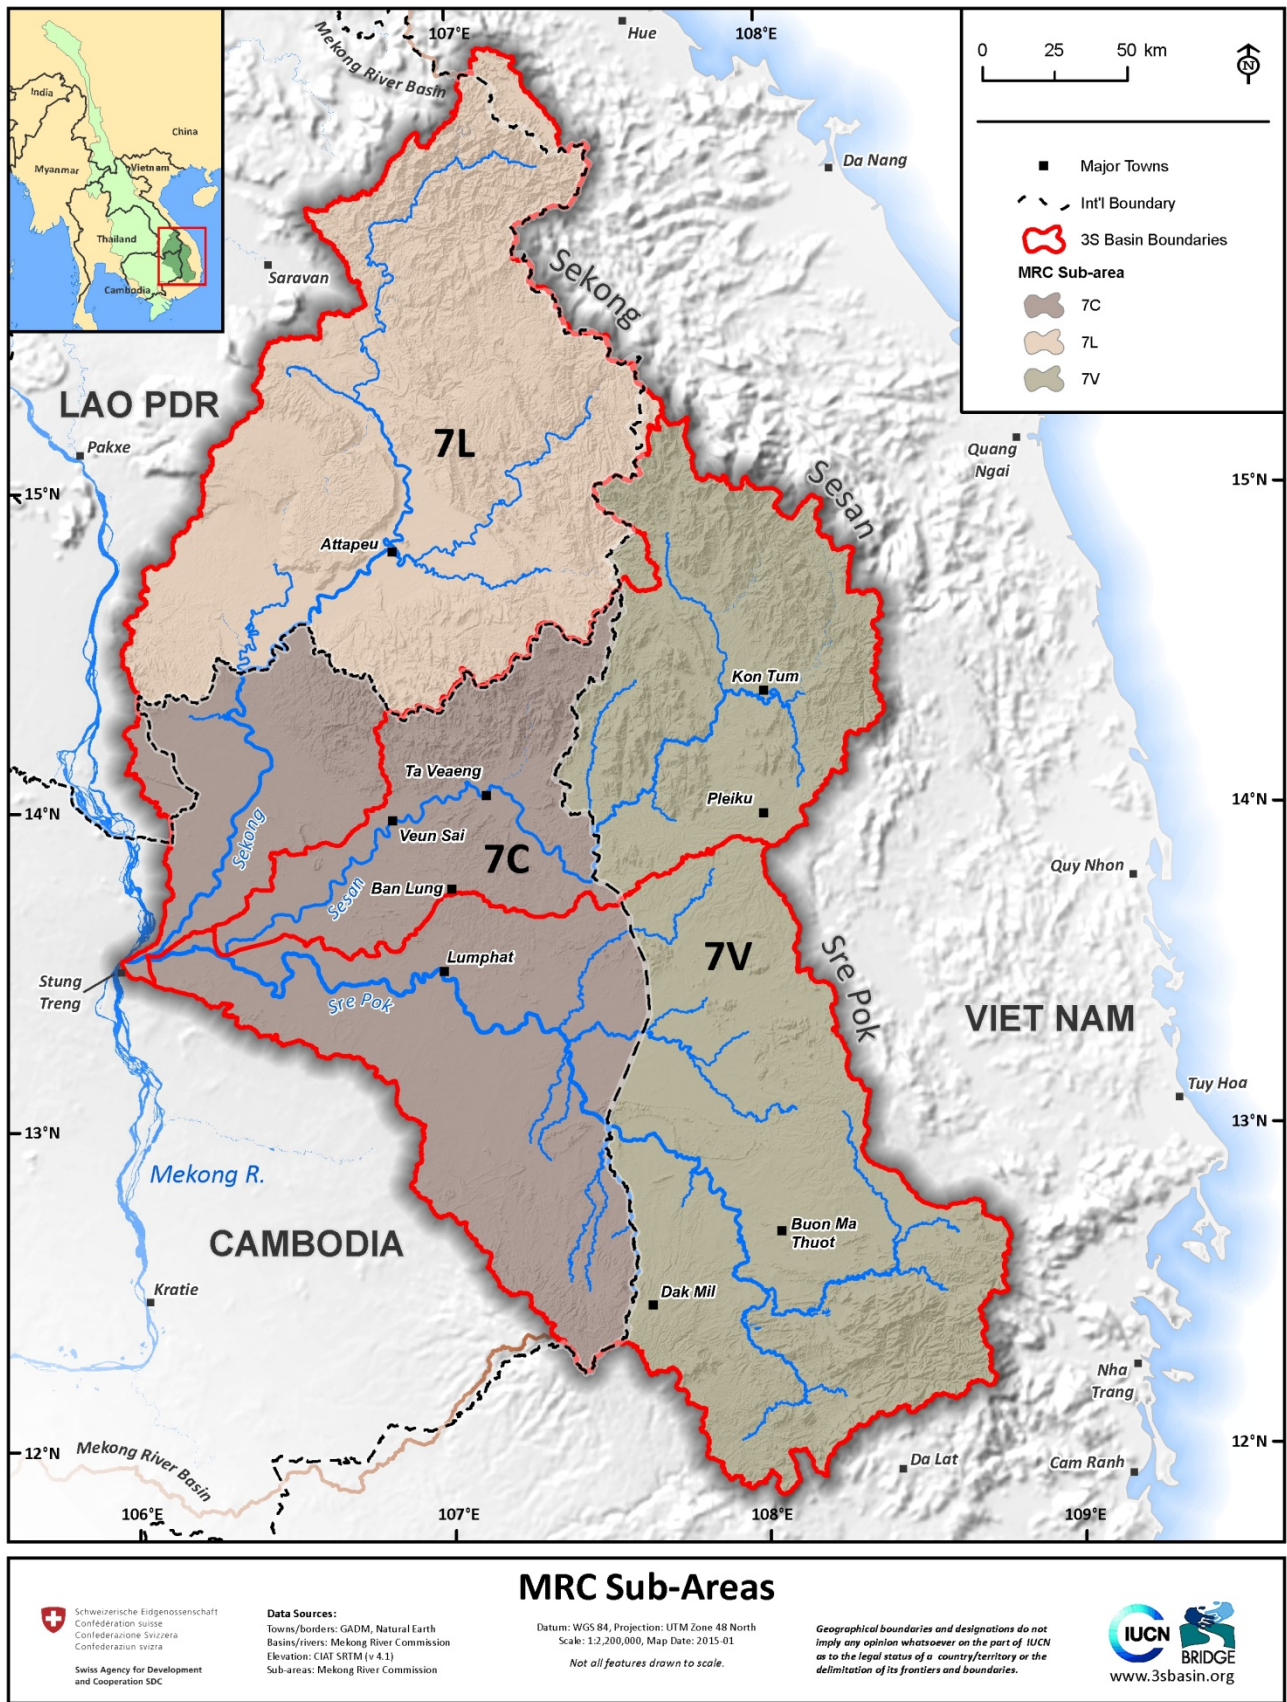 107°E
108°E
Hue
Mekong River Basin
India
China
Myanmar
Vietnam
Thailand
Cambodia
0 25 50 km
N
Major Towns
Int'l Boundary
3S Basin Boundaries
MRC Sub-area
7C
7L
7V
Da Nang
Saravan
Sekong
LAO PDR
Pakxe
7L
Quang
Ngai
Sesan
15°N
15°N
Attapeu
Kon Tum
Ta Veaeng
Pleiku
14°N
14°N
Veun Sai
Sekong
7C
Quy Nhon
Ban Lung
Sesan
Lumphat
7V
Sre Pok
Stung
Treng
Sre Pok
VIET NAM
Tuy Hoa
13°N
13°N
Mekong R.
Buon Ma
Thuot
CAMBODIA
Kratie
Dak Mil
Nha
Trang
12°N
12°N
Mekong River Basin
Da Lat
Cam Ranh
106°E
107°E
108°E
109°E
MRC Sub-Areas
Schweizerische Eidgenossenschaft
Confédération suisse
Confederazione Svizzera
Confederaziun svizra
Swiss Agency for Development
and Cooperation SDC
Data Sources:
Towns/borders: GADM, Natural Earth
Basins/rivers: Mekong River Commission
Elevation: CIAT SRTM (v 4.1)
Sub-areas: Mekong River Commission
Datum: WGS 84, Projection: UTM Zone 48 North
Scale: 1:2,200,000, Map Date: 2015-01
Not all features drawn to scale.
Geographical boundaries and designations do not
imply any opinion whatsoever on the part of IUCN
as to the legal status of a country/territory or the
delimitation of its frontiers and boundaries.
IUCN
BRIDGE
www.3sbasin.org